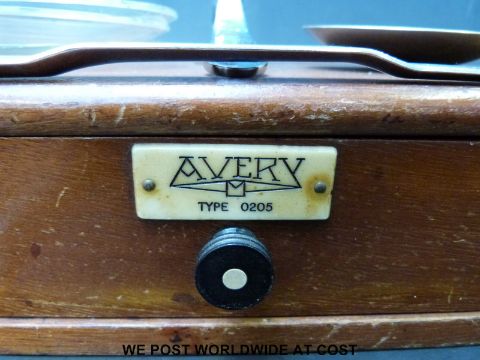 AVERY
TYPE 0205
WE POST WORLDWIDE AT COST